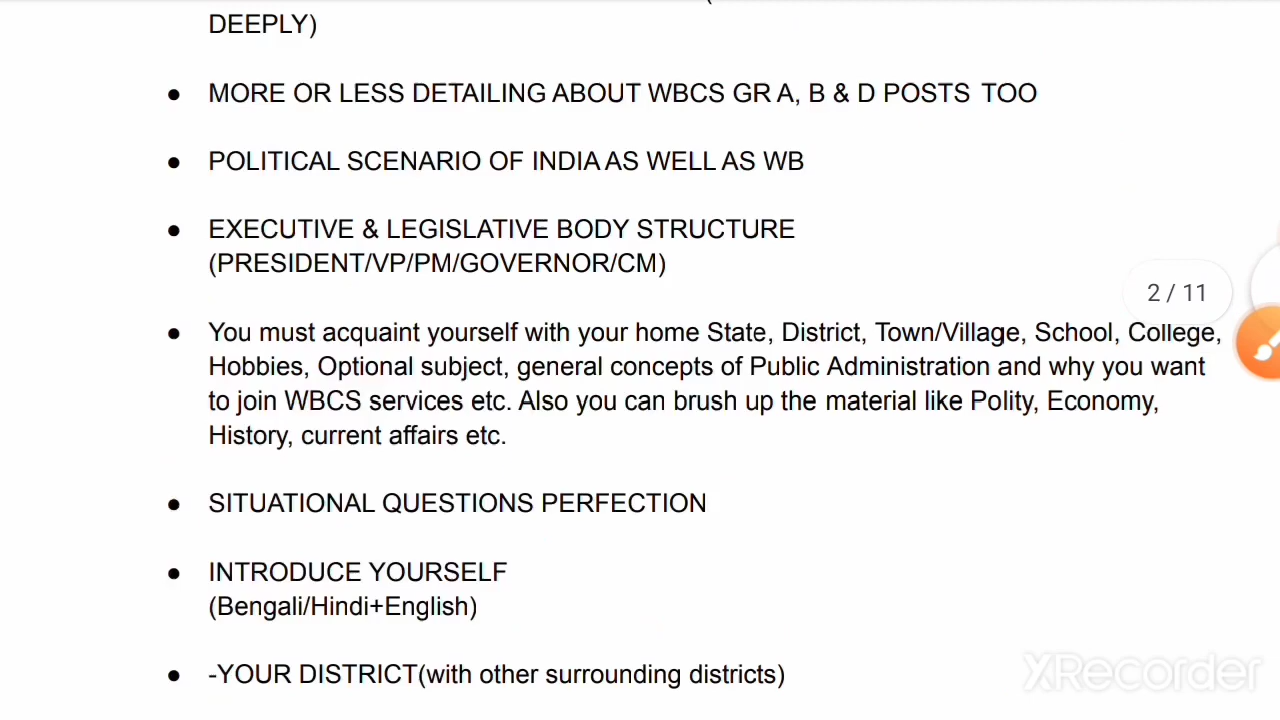 DEEPLY)
● MORE OR LESS DETAILING ABOUT WBCS GR A, B & D POSTS TOO
● POLITICAL SCENARIO OF INDIA AS WELL AS WB
● EXECUTIVE & LEGISLATIVE BODY STRUCTURE
(PRESIDENT/VP/PM/GOVERNOR/CM)
2 / 11
● You must acquaint yourself with your home State, District, Town/Village, School, College,
Hobbies, Optional subject, general concepts of Public Administration and why you want
to join WBCS services etc. Also you can brush up the material like Polity, Economy,
History, current affairs etc.
● SITUATIONAL QUESTIONS PERFECTION
● INTRODUCE YOURSELF
(Bengali/Hindi+English)
● -YOUR DISTRICT(with other surrounding districts)
XRecorder